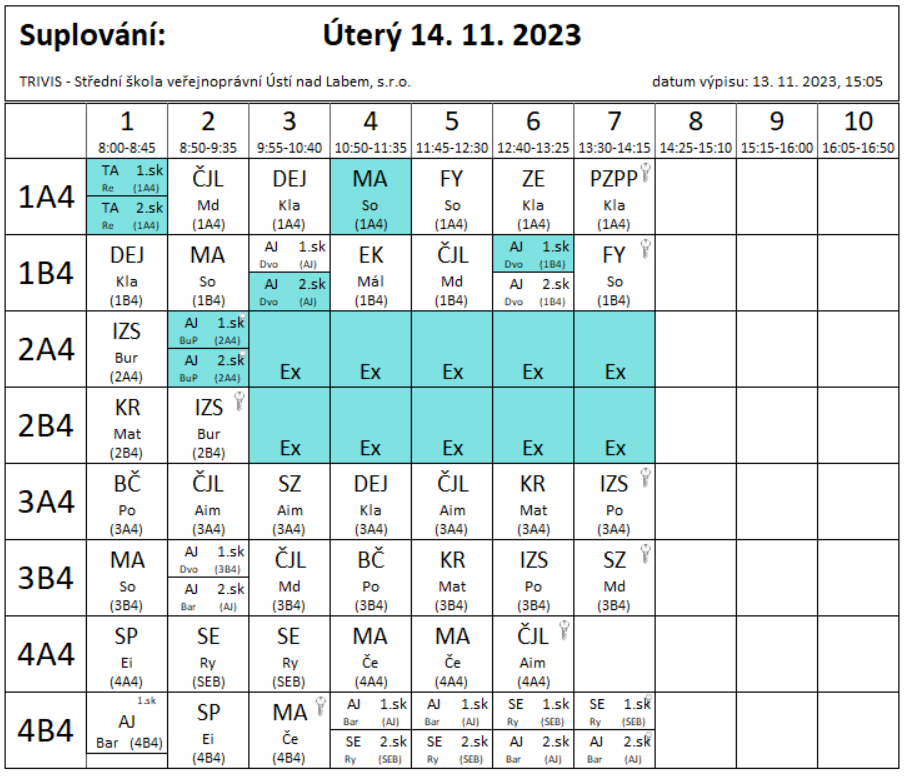 Suplování: Úterý 14. 11. 2023
TRIVIS - Střední škola veřejnoprávní Ústí nad Labem, s.r.o. datum výpisu: 13. 11. 2023, 15:05
1 2 3 4 5 6 7 8 9 10
8:00-8:45 8:50-9:35 9:55-10:40 10:50-11:35 11:45-12:30 12:40-13:25 13:30-14:15 14:25-15:10 15:15-16:00 16:05-16:50
1A4
TA 1.sk
Re (1A4)
TA 2.sk
Re (1A4)
ČJL
Md
(1A4)
DEJ
Kla
(1A4)
MA
So
(1A4)
FY
So
(1A4)
ZE
Kla
(1A4)
PZPP
Kla
(1A4)
1B4
DEJ
Kla
(1B4)
MA
So
(1B4)
AJ 1.sk
Dvo (AJ)
AJ 2.sk
Dvo (AJ)
EK
Mál
(1B4)
ČJL
Md
(1B4)
AJ 1.sk
Dvo (1B4)
AJ 2.sk
Dvo (1B4)
FY
So
(1B4)
2A4
IZS
Bur
(2A4)
AJ 1.sk
BuP (2A4)
AJ 2.sk
BuP (2A4)
Ex
Ex
Ex
Ex
Ex
2B4
KR
Mat
(2B4)
IZS
Bur
(2B4)
Ex
Ex
Ex
Ex
Ex
3A4
BČ
Po
(3A4)
ČJL
Aim
(3A4)
SZ
Aim
(3A4)
DEJ
Kla
(3A4)
ČJL
Aim
(3A4)
KR
Mat
(3A4)
IZS
Po
(3A4)
3B4
MA
So
(3B4)
AJ 1.sk
Dvo (3B4)
AJ 2.sk
Bar (AJ)
ČJL
Md
(3B4)
BČ
Po
(3B4)
KR
Mat
(3B4)
IZS
Po
(3B4)
SZ
Md
(3B4)
4A4
SP
Ei
(4A4)
SE
Ry
(SEB)
SE
Ry
(SEB)
MA
Če
(4A4)
MA
Če
(4A4)
ČJL
Aim
(4A4)
4B4
1.sk
AJ
Bar (4B4)
SP
Ei
(4B4)
MA
Če
(4B4)
AJ 1.sk
Bar (AJ)
SE 2.sk
Ry (SEB)
AJ 1.sk
Bar (AJ)
SE 2.sk
Ry (SEB)
SE 1.sk
Ry (SEB)
AJ 2.sk
Bar (AJ)
SE 1.sk
Ry (SEB)
AJ 2.sk
Bar (AJ)